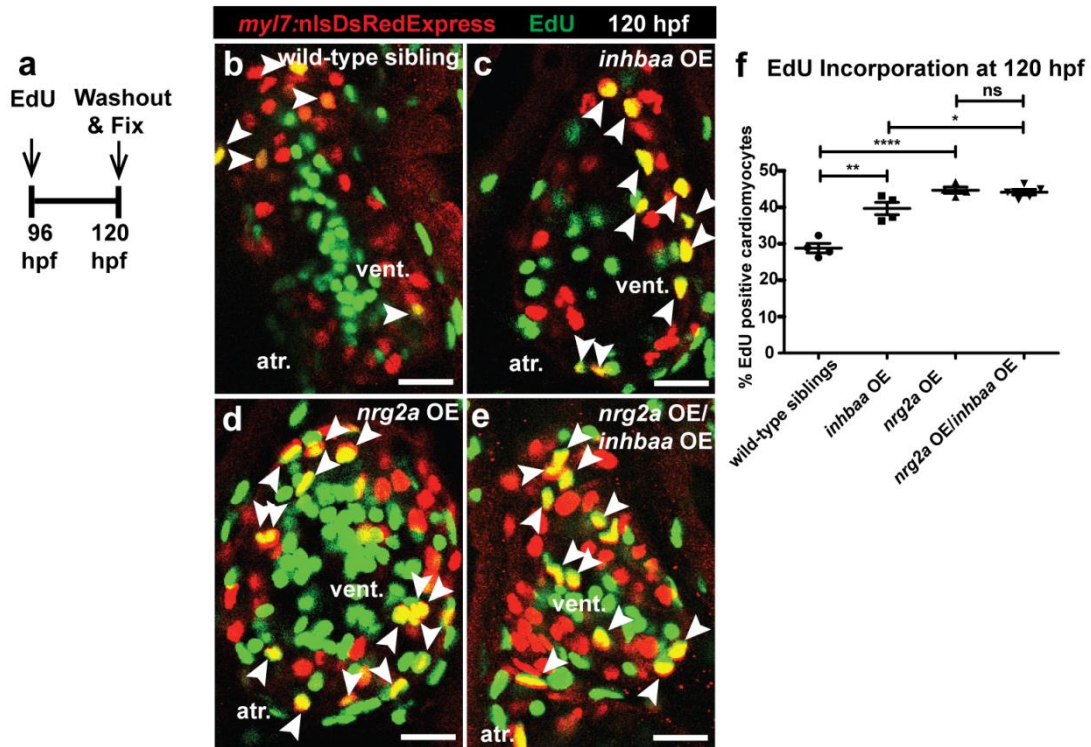 myl7:nlsDsRedExpress EdU 120 hpf
a
EdU Washout
& Fix
96 120
hpf hpf
b wild-type sibling
vent.
atr.
c inhbaa OE
vent.
atr.
d nrg2a OE
vent.
atr.
e nrg2a OE/
inhbaa OE
vent.
atr.
f EdU Incorporation at 120 hpf
ns
*
****
**
% EdU positive cardiomyocytes
50
40
30
20
10
0
wild-type siblings
inhbaa OE
nrg2a OE
nrg2a OE/inhbaa OE